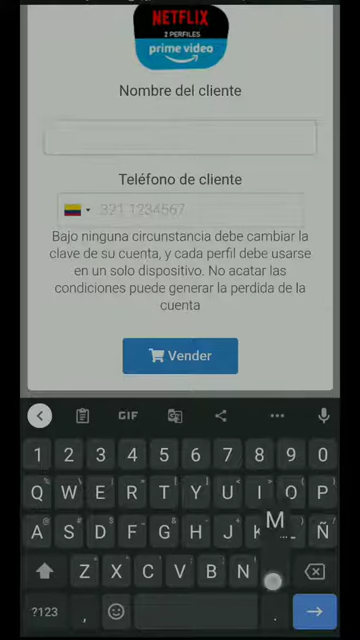 NETFLIX
2 PERFILES
prime video
Nombre del cliente
Teléfono de cliente
321 1234567
Bajo ninguna circunstancia debe cambiar la
clave de su cuenta, y cada perfil debe usarse
en un solo dispositivo. No acatar las
condiciones puede generar la perdida de la
cuenta
Vender
GIF
1 2 3 4 5 6 7 8 9 0
Q W E R T Y U I O P
M
A S D F G H J K Ñ
Z X C V B N
?123 , .